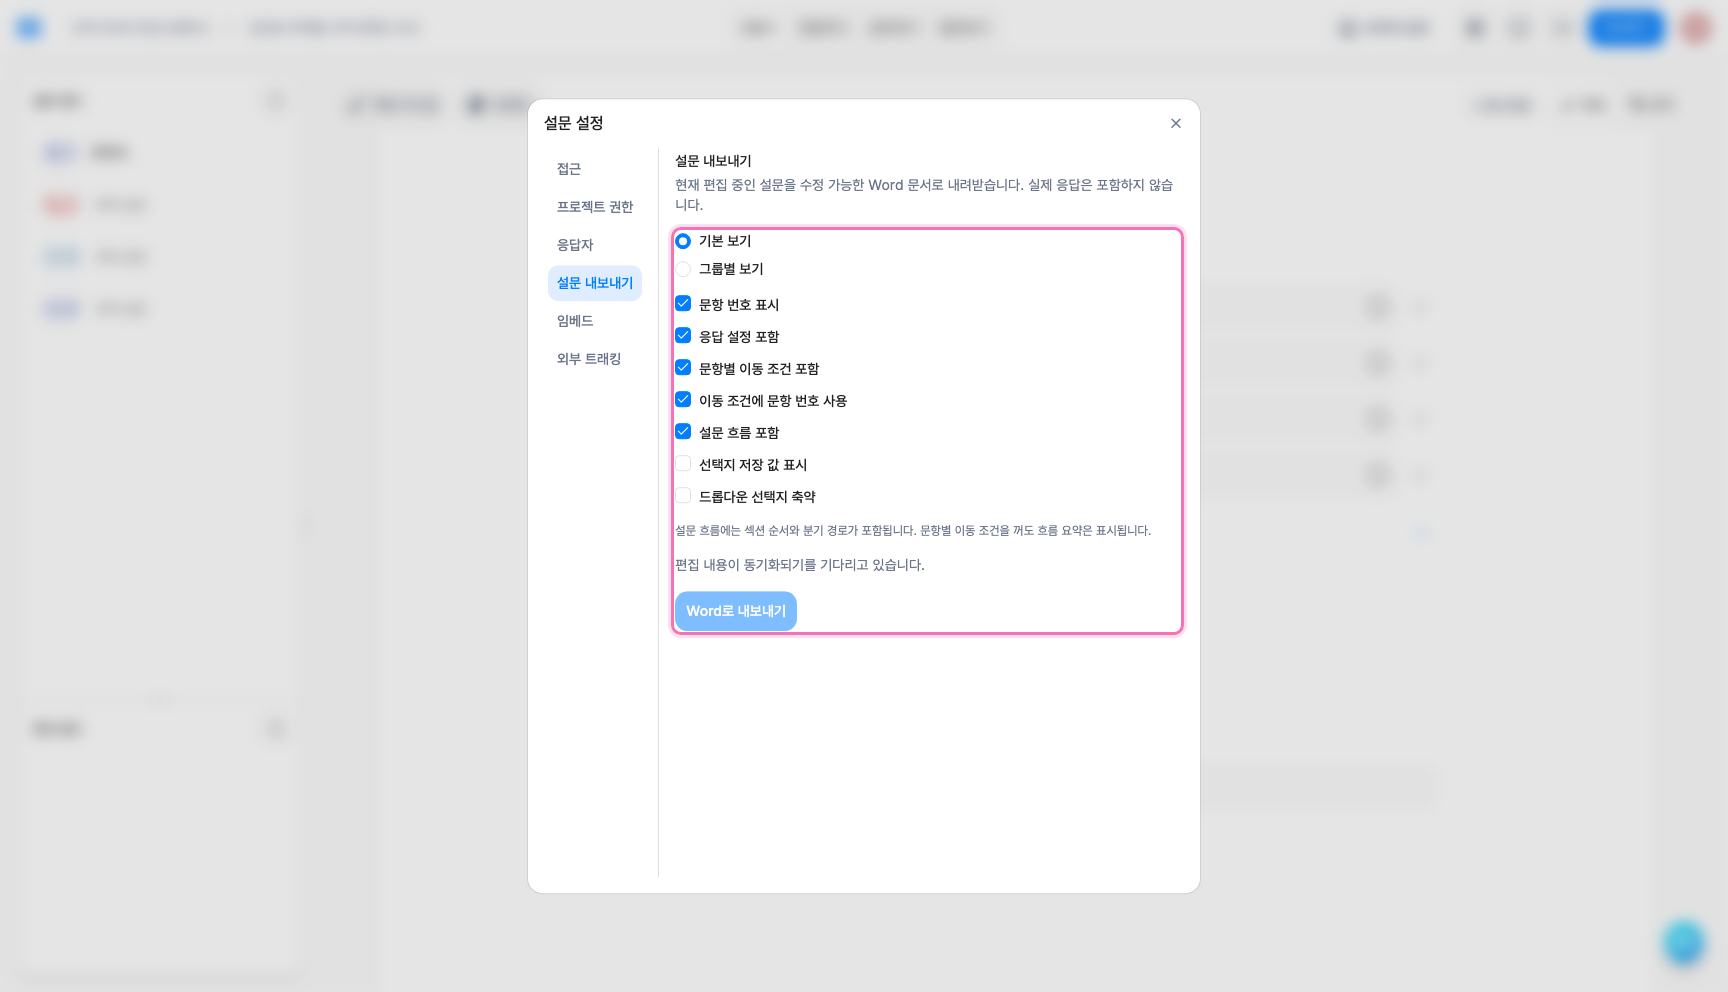 설문 설정
접근
프로젝트 권한
응답자
설문 내보내기
임베드
외부 트래킹
설문 내보내기
현재 편집 중인 설문을 수정 가능한 Word 문서로 내려받습니다. 실제 응답은 포함하지 않습
니다.
기본 보기
그룹별 보기
문항 번호 표시
응답 설정 포함
문항별 이동 조건 포함
이동 조건에 문항 번호 사용
설문 흐름 포함
선택지 저장 값 표시
드롭다운 선택지 축약
설문 흐름에는 섹션 순서와 분기 경로가 포함됩니다. 문항별 이동 조건을 꺼도 흐름 요약은 표시됩니다.
편집 내용이 동기화되기를 기다리고 있습니다.
Word로 내보내기